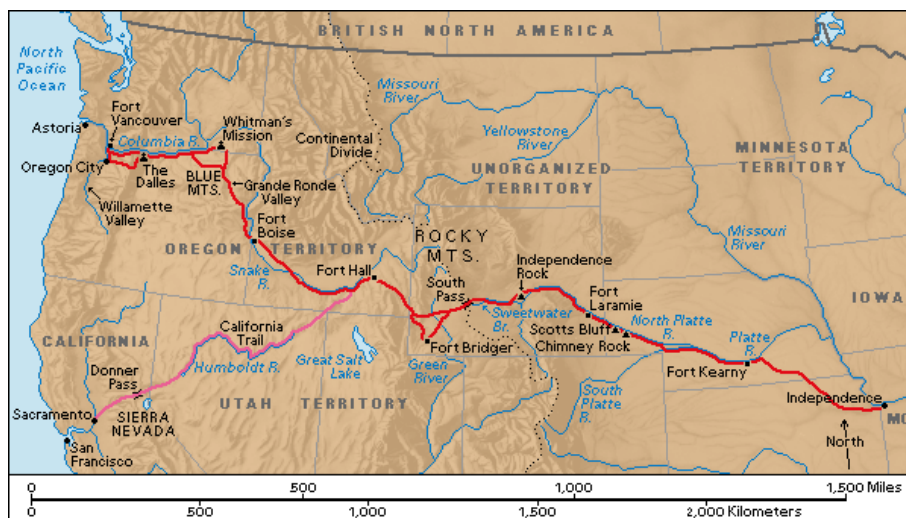 BRITISH NORTH AMERICA
North
Pacific
Ocean
Missouri
River
Fort
Vancouver
Whitman's
Mission
Astoria
Columbia R.
Continental
Divide
Yellowstone
River
MINNESOTA
TERRITORY
Oregon City
The
Dalles
BLUE
MTS.
UNORGANIZED
TERRITORY
Grande Ronde
Valley
Willamette
Valley
Fort
Boise
Missouri
River
OREGON TERRITORY
ROCKY
MTS.
Snake
R.
Fort Hall
Independence
Rock
South
Pass
Fort
Laramie
IOWA
Sweetwater
Br.
North Platte
R.
California
Trail
Scotts Bluff
Chimney Rock
Platte
R.
CALIFORNIA
Great Salt
Lake
Fort Bridger
Donner
Pass
Humboldt R.
Green
River
Fort Kearny
South
Platte
R.
Independence
UTAH TERRITORY
Sacramento
SIERRA
NEVADA
MO
San
Francisco
North
0 500 1,000 1,500 Miles
0 500 1,000 1,500 2,000 Kilometers